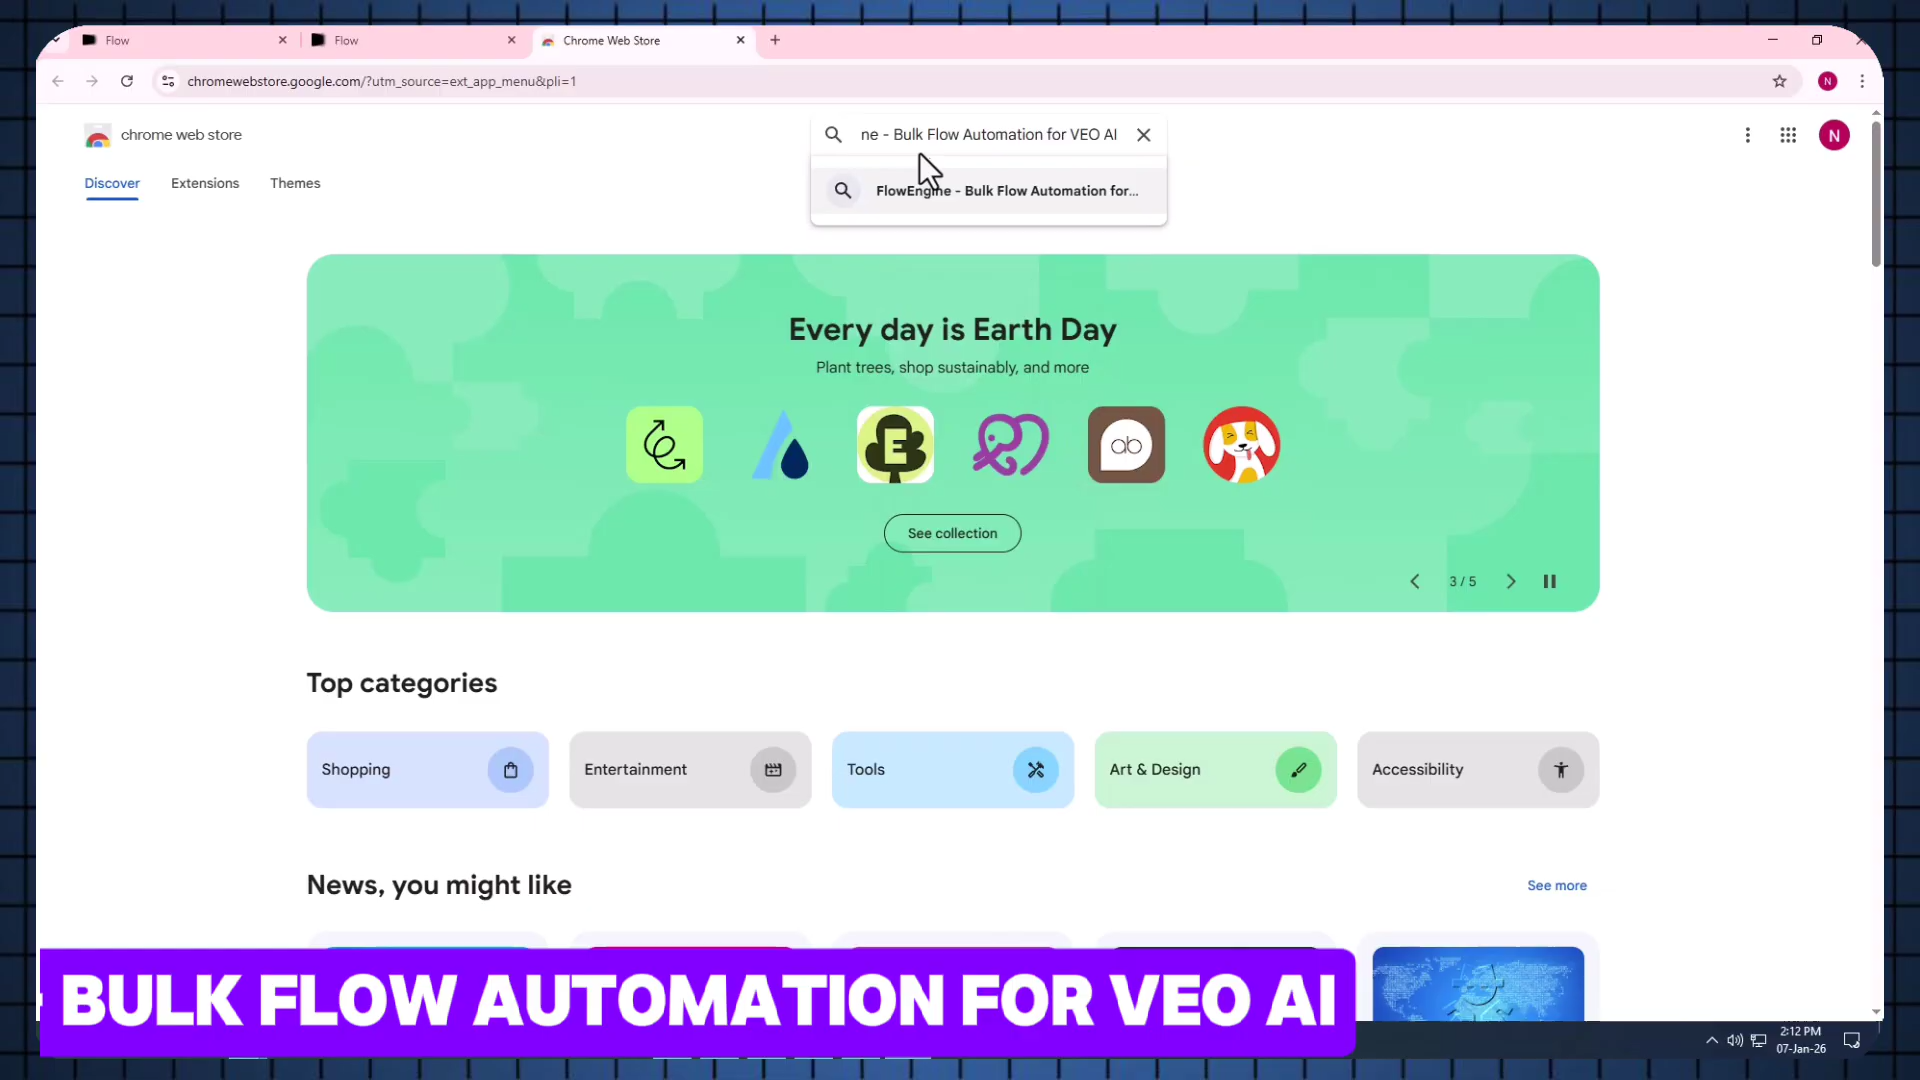 Flow
Flow
Chrome Web Store
chromewebstore.google.com/?utm_source=ext_app_menu&pli=1
N
chrome web store
ne - Bulk Flow Automation for VEO AI
N
Discover
Extensions
Themes
FlowEngine - Bulk Flow Automation for...
Every day is Earth Day
Plant trees, shop sustainably, and more
E
ab
See collection
3 / 5
Top categories
Shopping
Entertainment
Tools
Art & Design
Accessibility
News, you might like
See more
- BULK FLOW AUTOMATION FOR VEO AI
2:12 PM
07-Jan-26